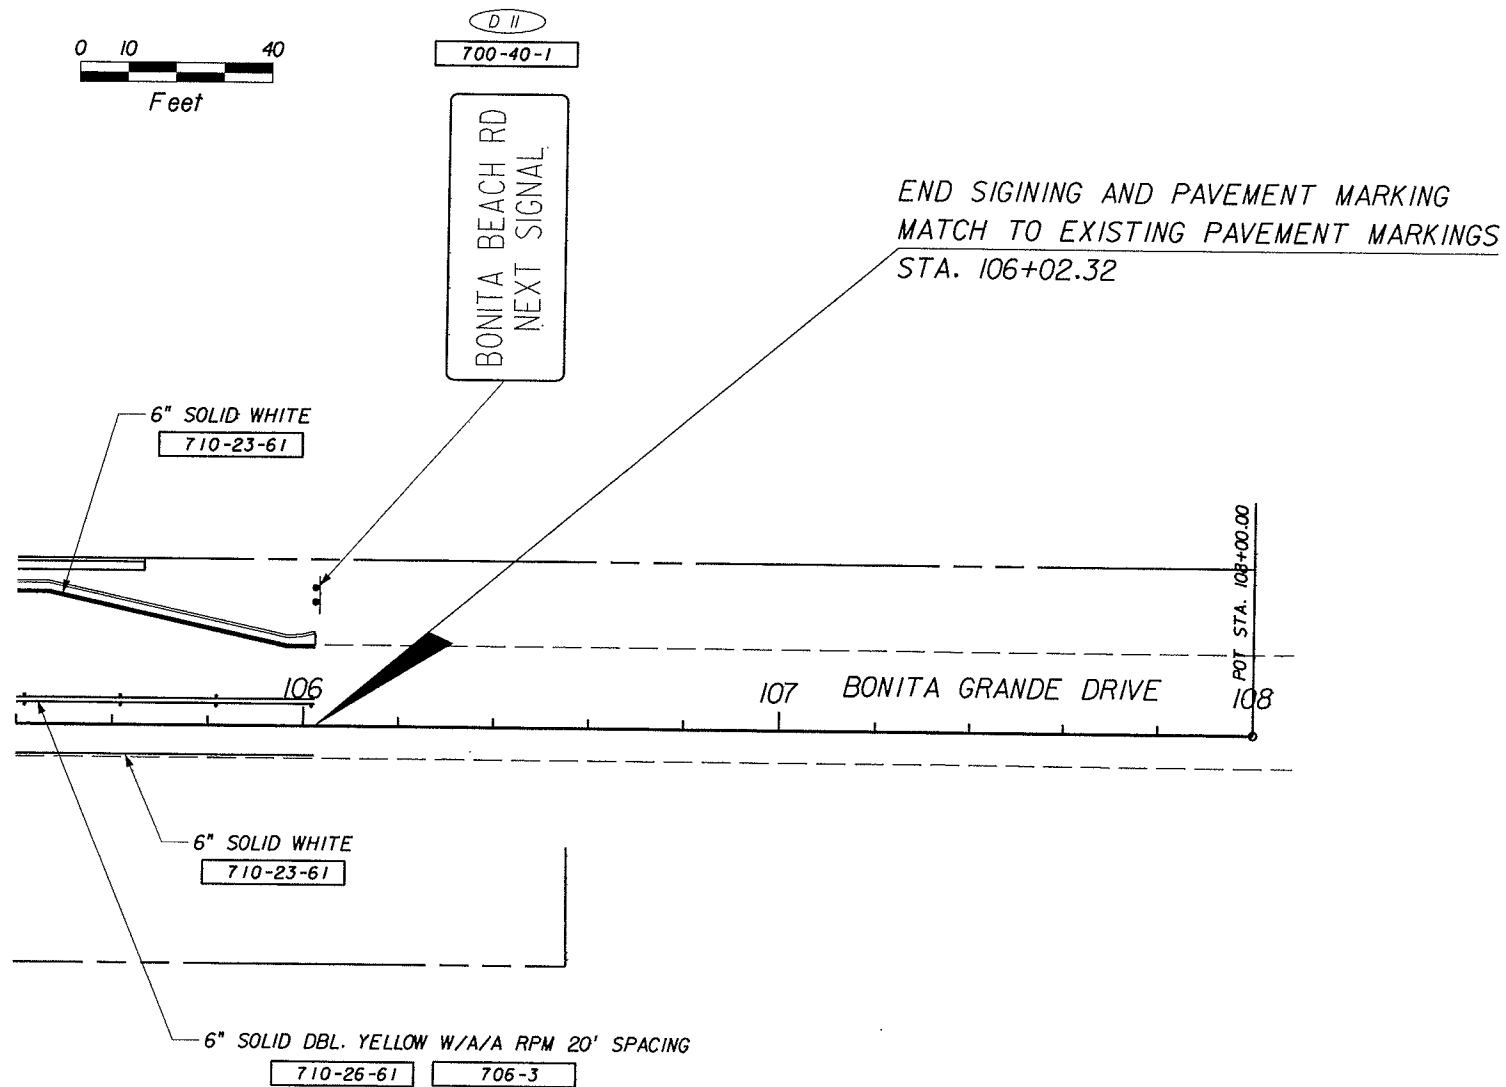 0 10 40
Feet
D 11
700-40-1
BONITA BEACH RD
NEXT SIGNAL
END SIGINING AND PAVEMENT MARKING
MATCH TO EXISTING PAVEMENT MARKINGS
STA. 106+02.32
6" SOLID WHITE
710-23-61
POT STA. 108+00.00
106
107
BONITA GRANDE DRIVE
108
6" SOLID WHITE
710-23-61
6" SOLID DBL. YELLOW W/A/A RPM 20' SPACING
710-26-61
706-3